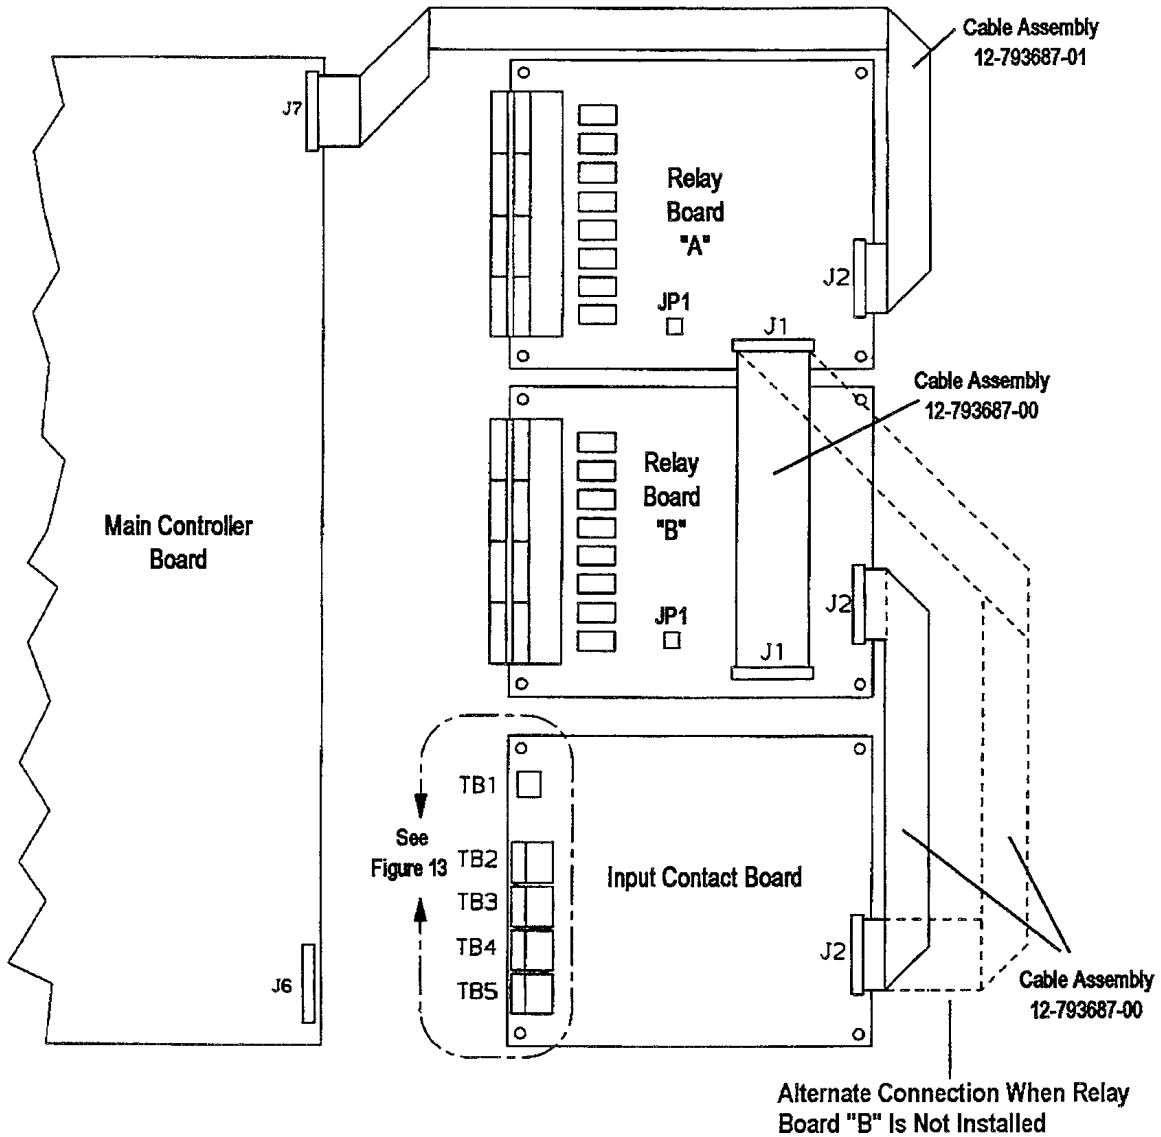 Cable Assembly
12-793687-01
J7
Relay
Board
"A"
J2
JP1
J1
Cable Assembly
12-793687-00
Main Controller
Board
Relay
Board
"B"
J2
JP1
J1
TB1
See
Figure 13
TB2
TB3
TB4
TB5
Input Contact Board
J2
J6
Cable Assembly
12-793687-00
Alternate Connection When Relay
Board "B" Is Not Installed